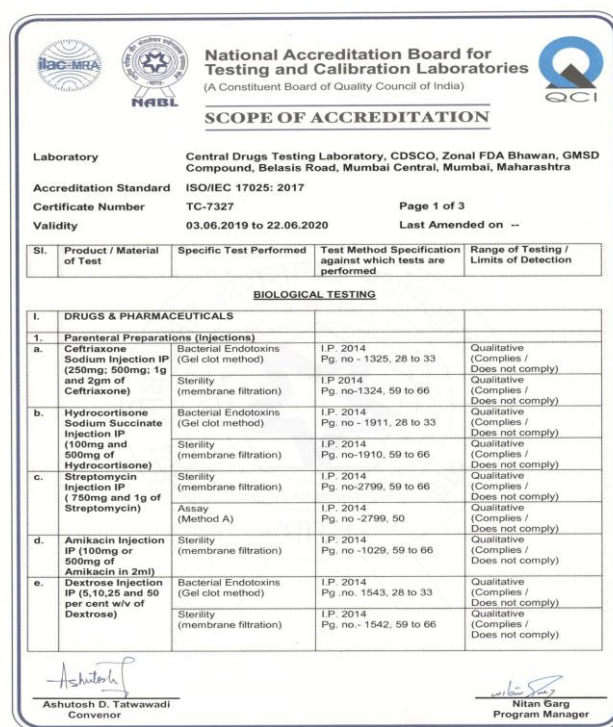 ilac-MRA
NABL
National Accreditation Board for
Testing and Calibration Laboratories
(A Constituent Board of Quality Council of India)
QCI
SCOPE OF ACCREDITATION
Laboratory Central Drugs Testing Laboratory, CDSCO, Zonal FDA Bhawan, GMSD
Compound, Belasis Road, Mumbai Central, Mumbai, Maharashtra
Accreditation Standard ISO/IEC 17025: 2017
Certificate Number TC-7327 Page 1 of 3
Validity 03.06.2019 to 22.06.2020 Last Amended on --
Sl. Product / Material Specific Test Performed Test Method Specification Range of Testing /
of Test against which tests are Limits of Detection
performed
BIOLOGICAL TESTING
I. DRUGS & PHARMACEUTICALS
1. Parenteral Preparations (Injections)
a. Ceftriaxone Bacterial Endotoxins I.P. 2014 Qualitative
Sodium Injection IP (Gel clot method) Pg. no - 1325, 28 to 33 (Complies /
(250mg; 500mg; 1g Does not comply)
and 2gm of Sterility I.P 2014 Qualitative
Ceftriaxone) (membrane filtration) Pg. no-1324, 59 to 66 (Complies /
Does not comply)
b. Hydrocortisone Bacterial Endotoxins I.P. 2014 Qualitative
Sodium Succinate (Gel clot method) Pg. no - 1911, 28 to 33 (Complies /
Injection IP Does not comply)
(100mg and Sterility I.P. 2014 Qualitative
500mg of (membrane filtration) Pg. no-1910, 59 to 66 (Complies /
Hydrocortisone) Does not comply)
c. Streptomycin Sterility I.P. 2014 Qualitative
Injection IP (membrane filtration) Pg. no-2799, 59 to 66 (Complies /
( 750mg and 1g of Does not comply)
Streptomycin) Assay I.P. 2014 Qualitative
(Method A) Pg. no -2799, 50 (Complies /
Does not comply)
d. Amikacin Injection Sterility I.P. 2014 Qualitative
IP (100mg or (membrane filtration) Pg. no -1029, 59 to 66 (Complies /
500mg of Does not comply)
Amikacin in 2ml)
e. Dextrose Injection Bacterial Endotoxins I.P. 2014 Qualitative
IP (5,10,25 and 50 (Gel clot method) Pg .no. 1543, 28 to 33 (Complies /
per cent w/v of Does not comply)
Dextrose) Sterility I.P. 2014 Qualitative
(membrane filtration) Pg. no.- 1542, 59 to 66 (Complies /
Does not comply)
Ashutosh
Ashutosh D. Tatwawadi Nitan Garg
Convenor Program Manager